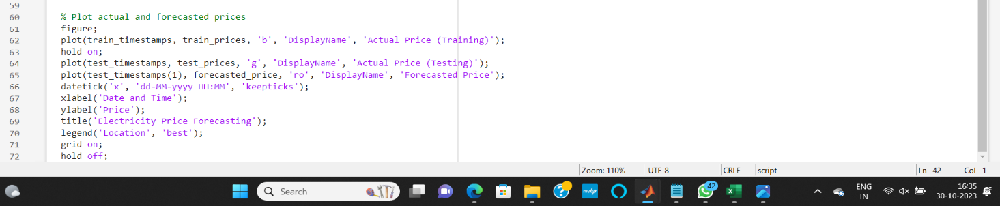 59
60 % Plot actual and forecasted prices
61 figure;
62 plot(train_timestamps, train_prices, 'b', 'DisplayName', 'Actual Price (Training)');
63 hold on;
64 plot(test_timestamps, test_prices, 'g', 'DisplayName', 'Actual Price (Testing)');
65 plot(test_timestamps(1), forecasted_price, 'ro', 'DisplayName', 'Forecasted Price');
66 datetick('x', 'dd-MM-yyyy HH:MM', 'keepticks');
67 xlabel('Date and Time');
68 ylabel('Price');
69 title('Electricity Price Forecasting');
70 legend('Location', 'best');
71 grid on;
72 hold off;
Zoom: 110% UTF-8 CRLF script Ln 42 Col 1
Search myhp 42 ENG 16:35
IN 30-10-2023